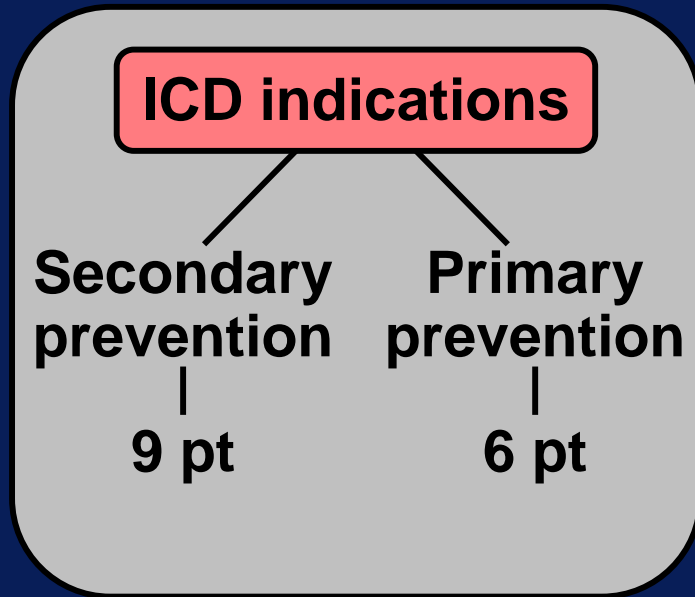 ICD indications
Secondary
prevention
9 pt
Primary
prevention
6 pt